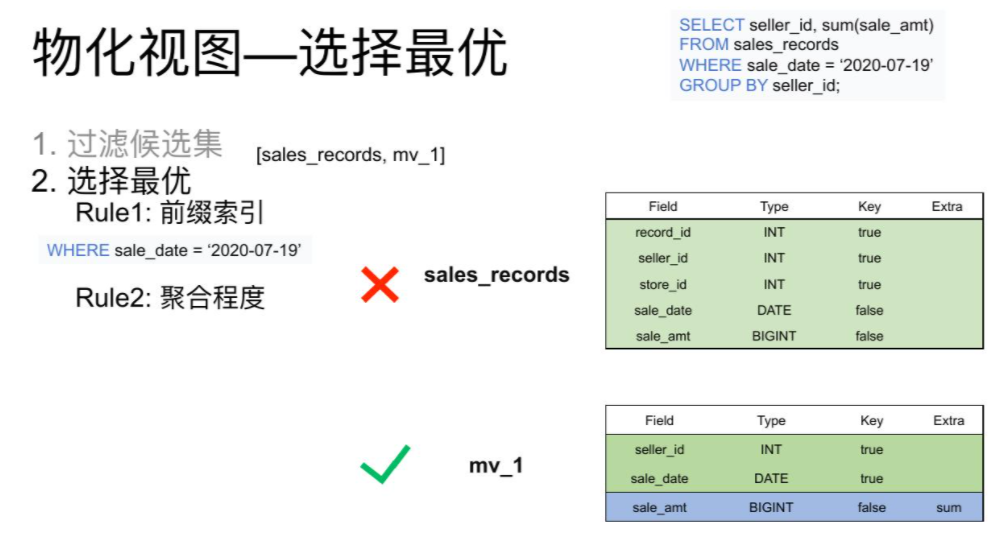 物化视图—选择最优
SELECT seller_id, sum(sale_amt)
FROM sales_records
WHERE sale_date = ‘2020-07-19’
GROUP BY seller_id;
1. 过滤候选集
[sales_records, mv_1]
2. 选择最优
Rule1: 前缀索引
WHERE sale_date = ‘2020-07-19’
Rule2: 聚合程度
sales_records
Field Type Key Extra
record_id INT true
seller_id INT true
store_id INT true
sale_date DATE false
sale_amt BIGINT false
mv_1
Field Type Key Extra
seller_id INT true
sale_date DATE true
sale_amt BIGINT false sum